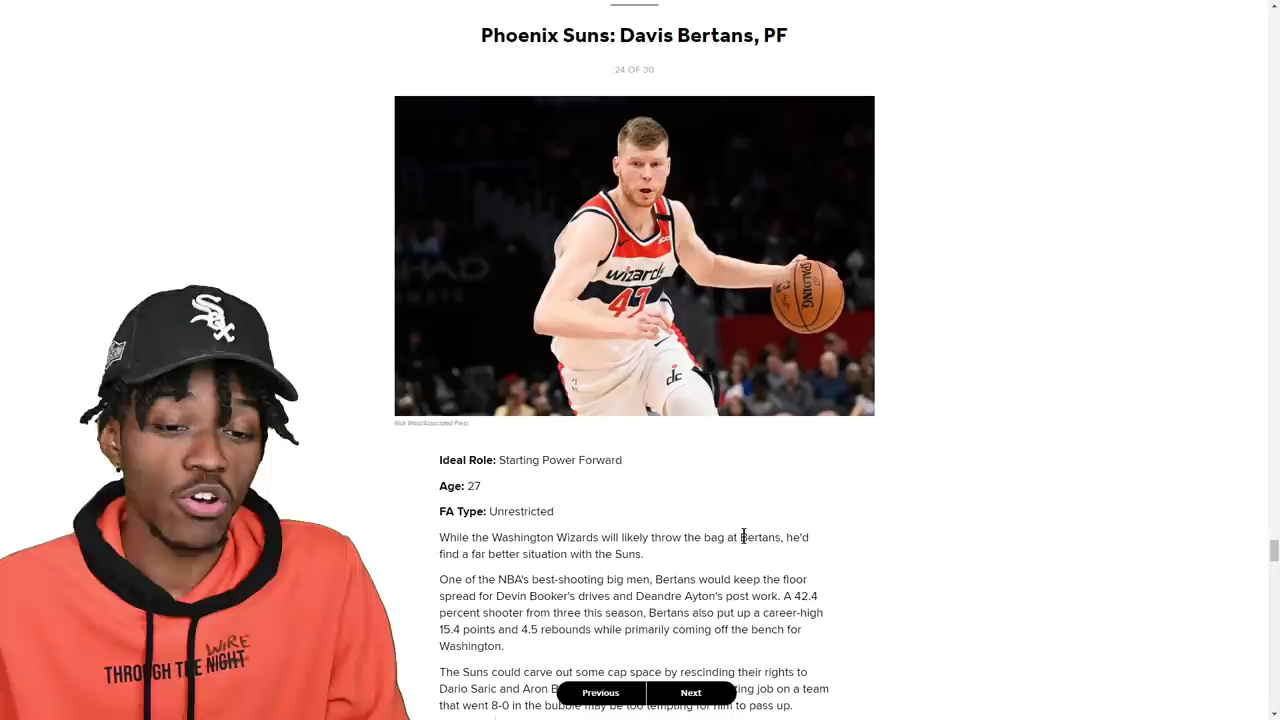 Phoenix Suns: Davis Bertans, PF
24 OF 30
wizards
42
SPALDING
dc
Nick Wass/Associated Press
Sox
THROUGH THE NIGHT
WIRE
Ideal Role: Starting Power Forward
Age: 27
FA Type: Unrestricted
While the Washington Wizards will likely throw the bag at Bertans, he'd
find a far better situation with the Suns.
One of the NBA's best-shooting big men, Bertans would keep the floor
spread for Devin Booker's drives and Deandre Ayton's post work. A 42.4
percent shooter from three this season, Bertans also put up a career-high
15.4 points and 4.5 rebounds while primarily coming off the bench for
Washington.
The Suns could carve out some cap space by rescinding their rights to
Dario Saric and Aron B ting job on a team
that went 8-0 in the bubble may be too tempting for him to pass up.
Previous
Next